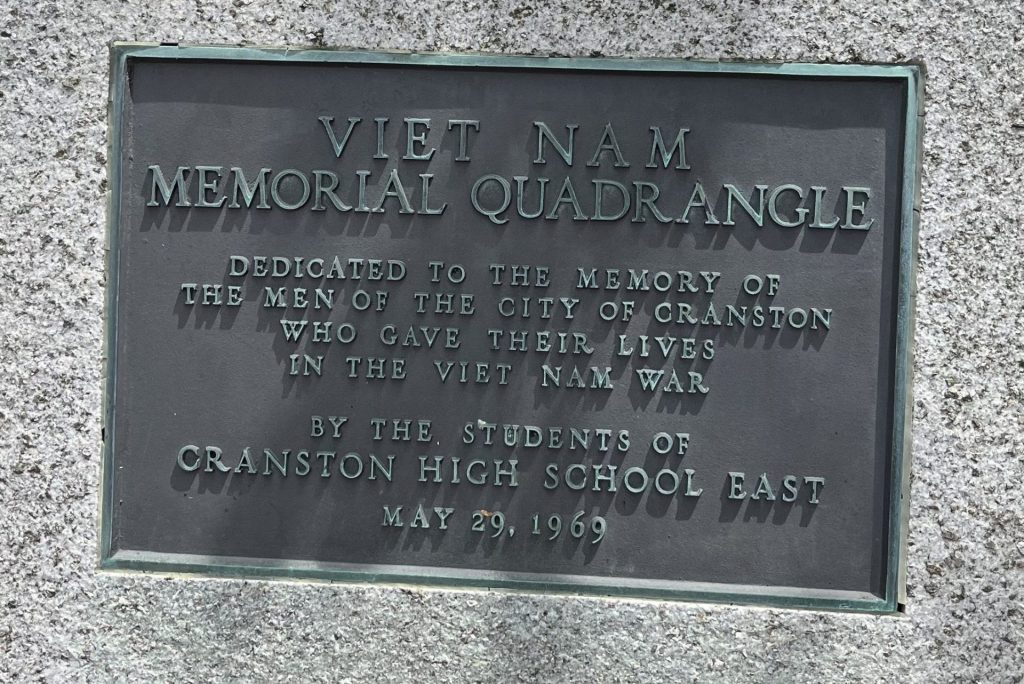 VIET NAM
MEMORIAL QUADRANGLE
DEDICATED TO THE MEMORY OF
THE MEN OF THE CITY OF CRANSTON
WHO GAVE THEIR LIVES
IN THE VIET NAM WAR
BY THE STUDENTS OF
CRANSTON HIGH SCHOOL EAST
MAY 29, 1969